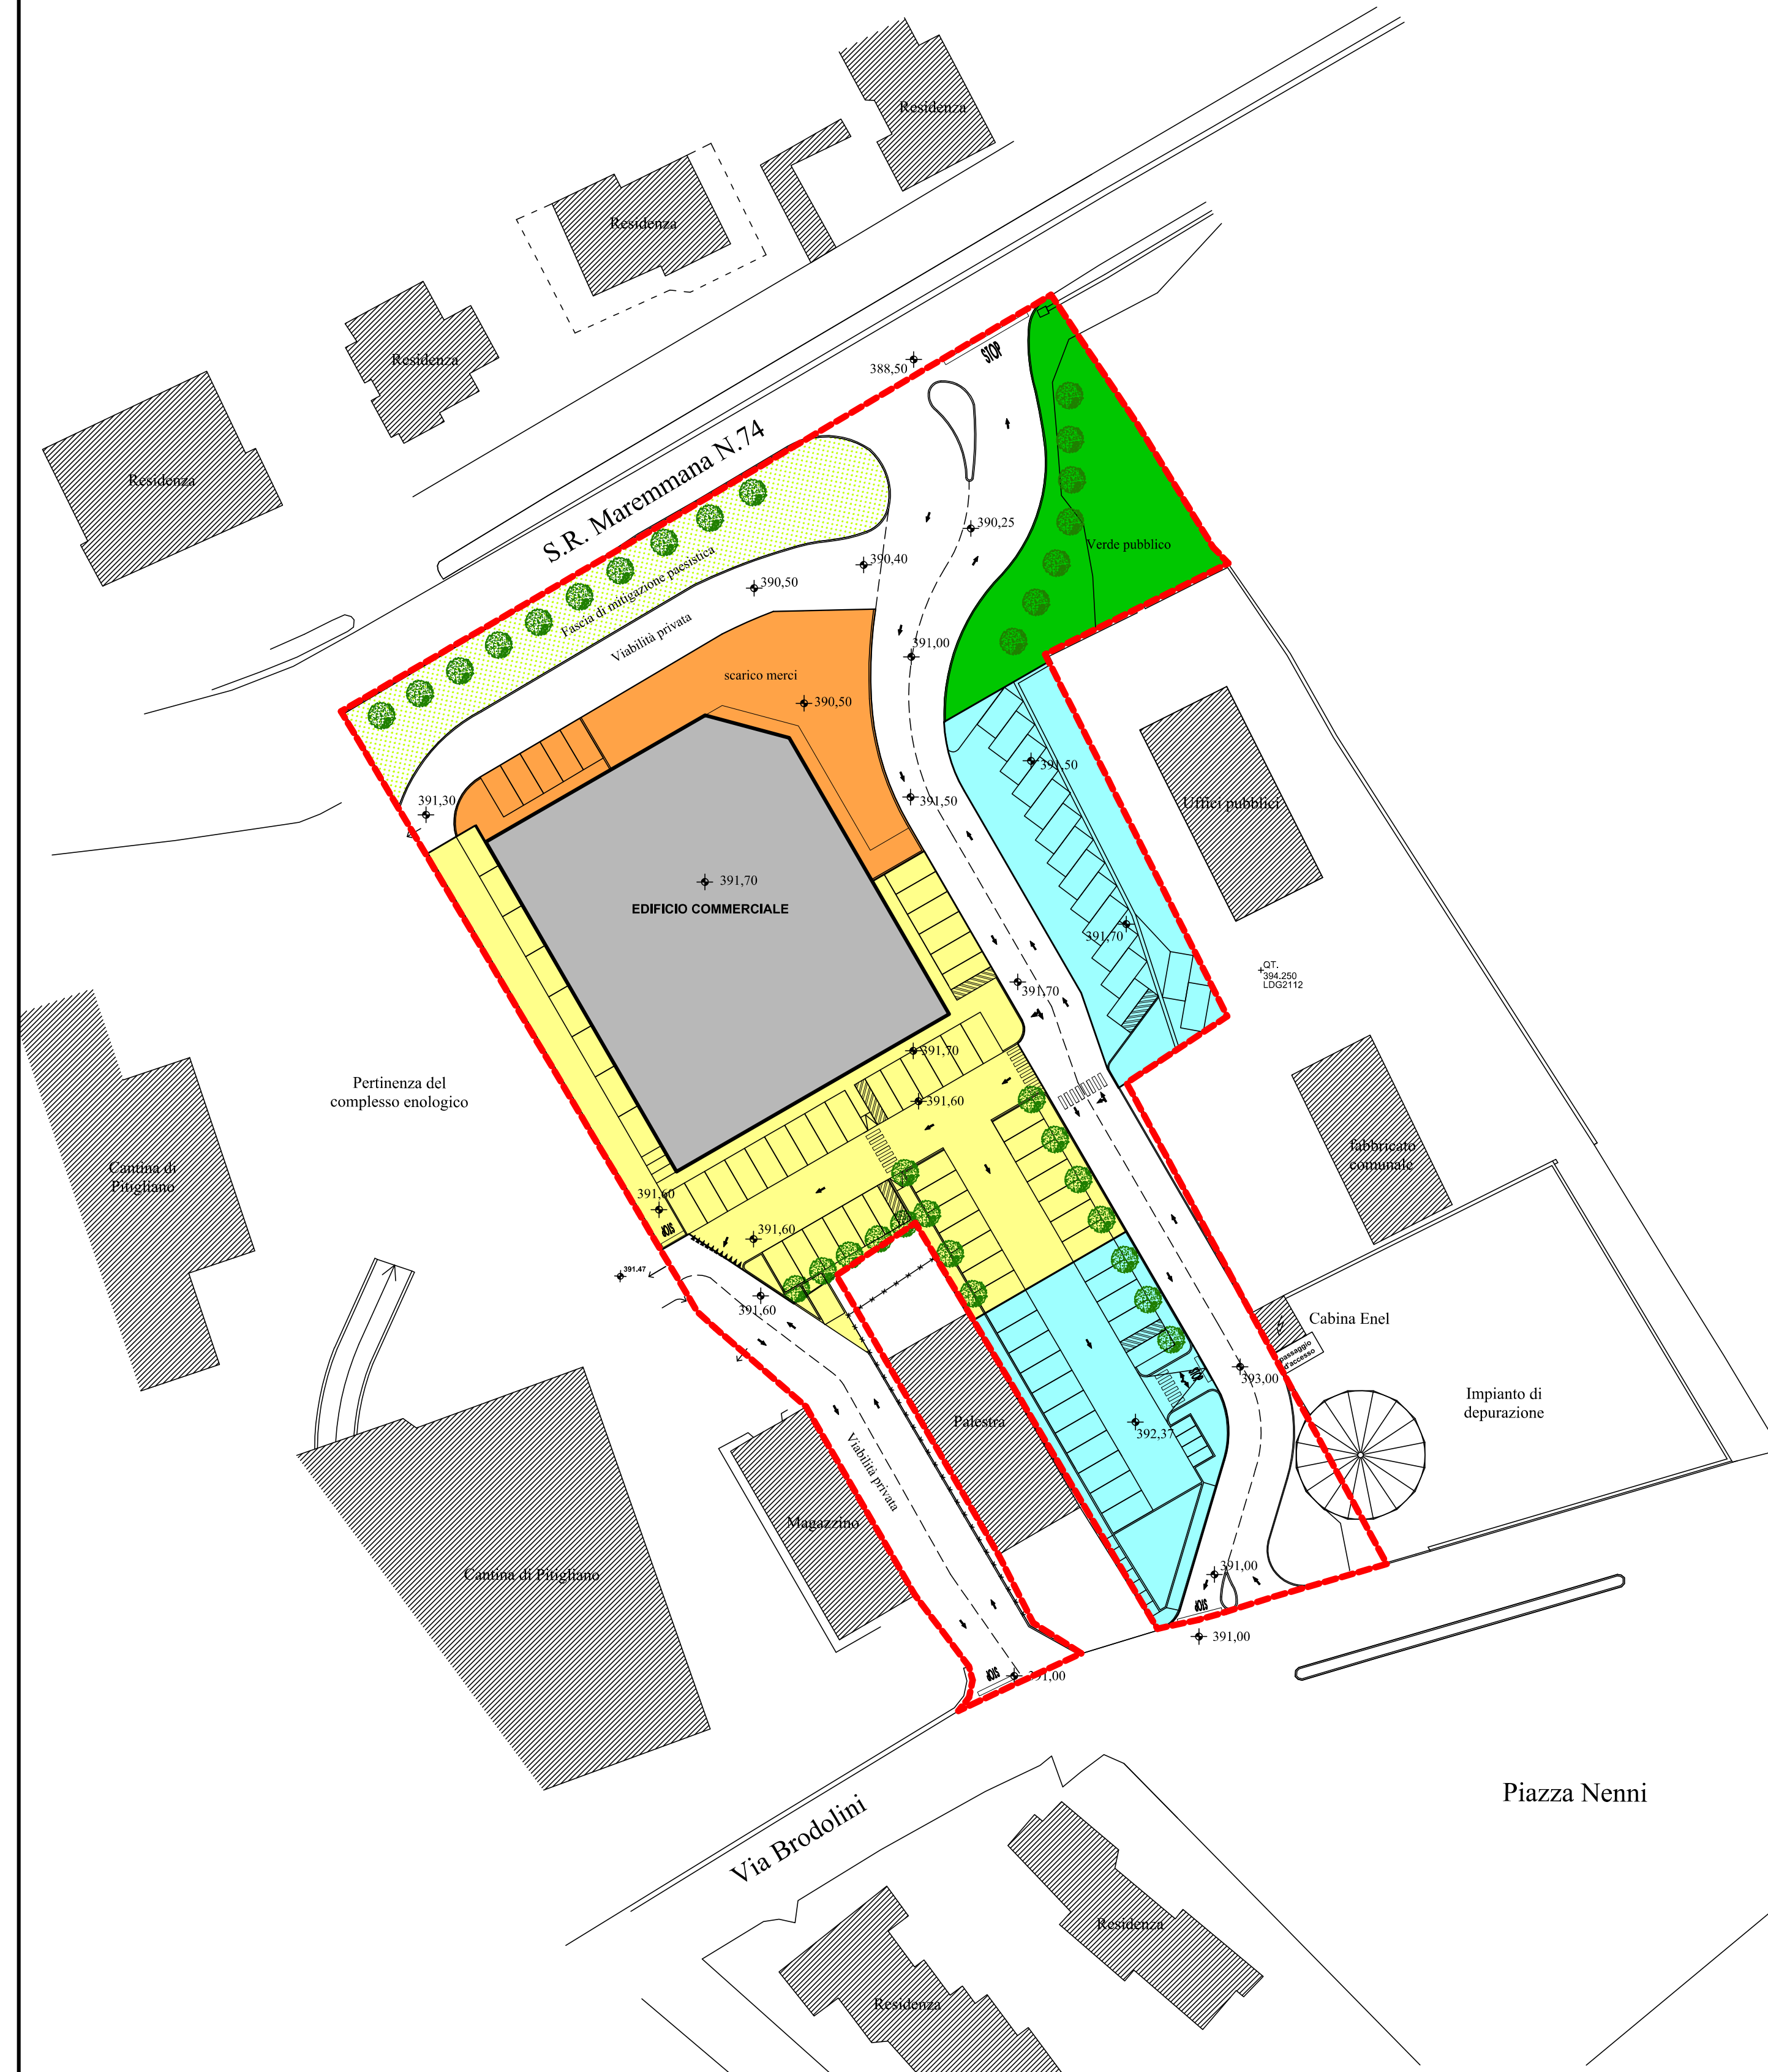 Residenza
Residenza
Residenza
Residenza
S.R. Maremmana N.74
388,50
STOP
390,25
390,40
390,50
Verde pubblico
Fascia di mitigazione paesistica
Viabilità privata
391,00
scarico merci
390,50
391,50
391,30
391,50
Uffici pubblici
391,70
EDIFICIO COMMERCIALE
391,70
QT.
394.250
LDG2112
391,70
391,70
391,60
Pertinenza del
complesso enologico
Cantina di
Pitigliano
fabbricato
comunale
391,60
STOP
391,60
391.47
391,60
Cabina Enel
passaggio
d'accesso
393,00
STOP
Impianto di
depurazione
Palestra
392,37
Viabilità privata
Magazzino
Cantina di Pitigliano
391,00
STOP
391,00
STOP
391,00
Piazza Nenni
Via Brodolini
Residenza
Residenza